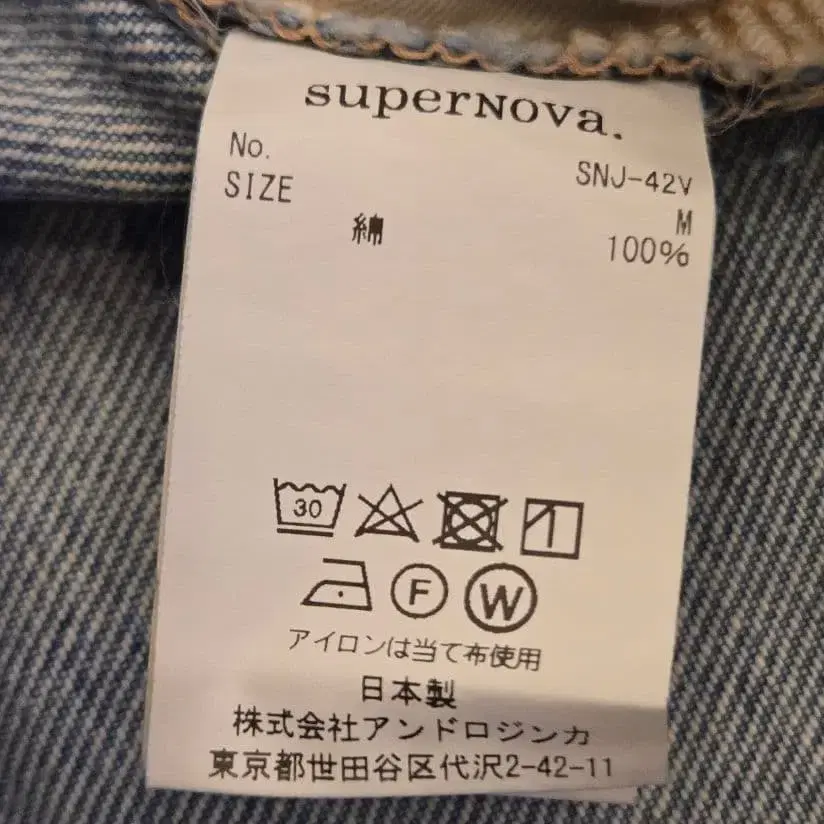 superNova.
No. SNJ-42V
SIZE M
綿 100%
30
F W
アイロンは当て布使用
日本製
株式会社アンドロジンカ
東京都世田谷区代沢2-42-11